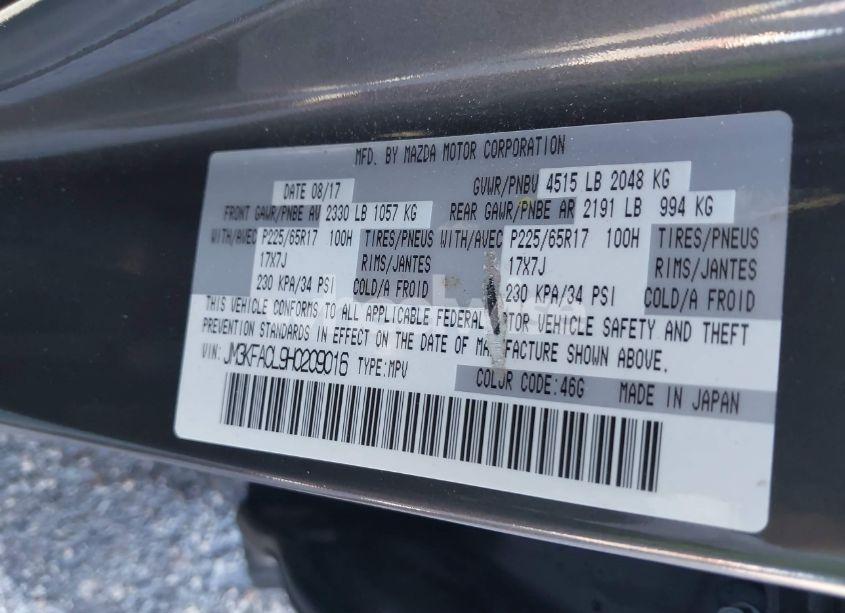 MFD. BY MAZDA MOTOR CORPORATION
DATE 08/17 GVWR/PNBV 4515 LB 2048 KG
FRONT GAWR/PNBE AV 2330 LB 1057 KG REAR GAWR/PNBE AR 2191 LB 994 KG
WITH/AVEC P225/65R17 100H TIRES/PNEUS WITH/AVEC P225/65R17 100H TIRES/PNEUS
17X7J RIMS/JANTES 17X7J RIMS/JANTES
230 KPA/34 PSI COLD/A FROID 230 KPA/34 PSI COLD/A FROID
THIS VEHICLE CONFORMS TO ALL APPLICABLE FEDERAL MOTOR VEHICLE SAFETY AND THEFT
PREVENTION STANDARDS IN EFFECT ON THE DATE OF MANUFACTURE SHOWN ABOVE.
VIN: JM3KFACL9H0209016 TYPE:MPV
COLOR CODE:46G MADE IN JAPAN